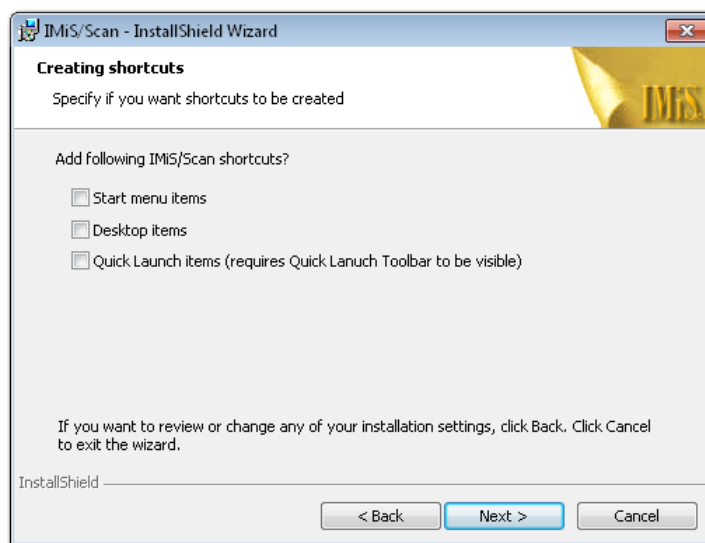 IMiS/Scan - InstallShield Wizard
Creating shortcuts
Specify if you want shortcuts to be created
IMiS
Add following IMiS/Scan shortcuts?
Start menu items
Desktop items
Quick Launch items (requires Quick Lanuch Toolbar to be visible)
If you want to review or change any of your installation settings, click Back. Click Cancel
to exit the wizard.
InstallShield
< Back
Next >
Cancel